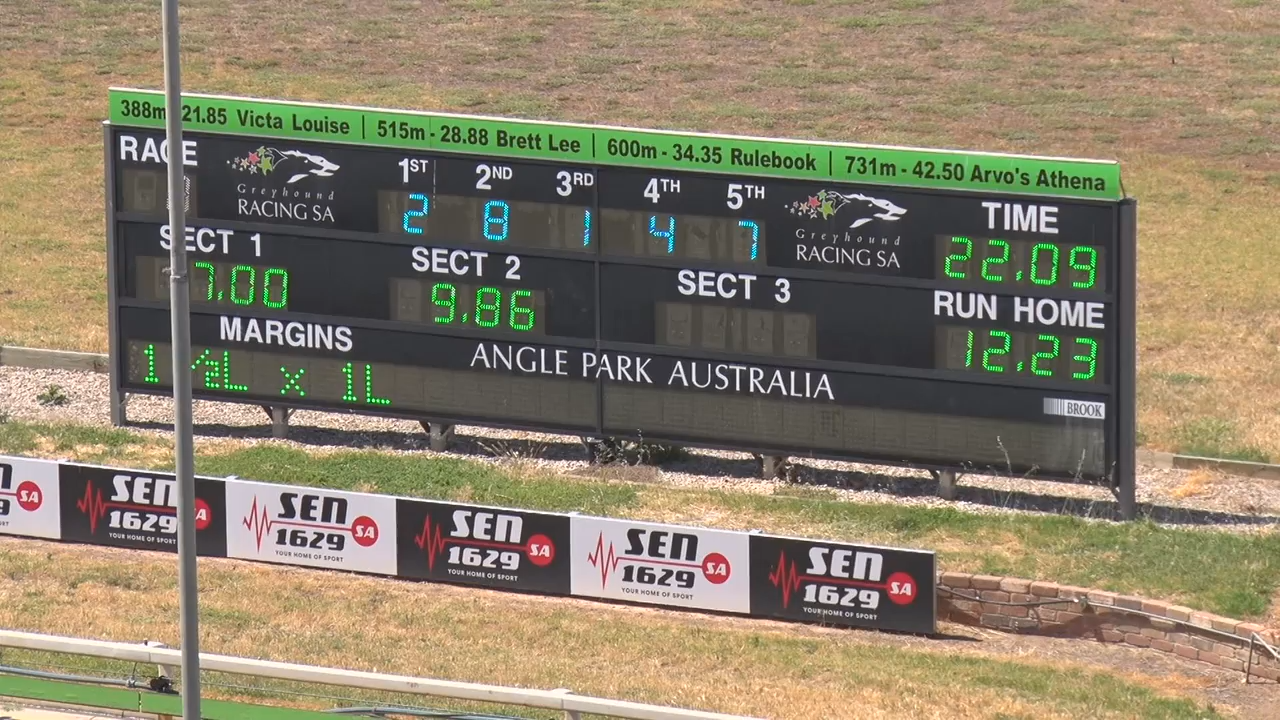 388m 21.85 Victa Louise | 515m - 28.88 Brett Lee | 600m - 34.35 Rulebook | 731m - 42.50 Arvo's Athena
RACE
Greyhound
RACING SA
1ST 2ND 3RD 4TH 5TH
2 8 1 4 7
Greyhound
RACING SA
TIME
22.09
SECT 1
7.00
SECT 2
9.86
SECT 3
RUN HOME
12.23
MARGINS
1 ½L x 1L
ANGLE PARK AUSTRALIA
BROOK
9
SA
SEN
1629
A
YOUR HOME OF SPORT
SEN
1629
SA
YOUR HOME OF SPORT
SEN
1629
SA
YOUR HOME OF SPORT
SEN
1629
SA
YOUR HOME OF SPORT
SEN
1629
SA
YOUR HOME OF SPORT